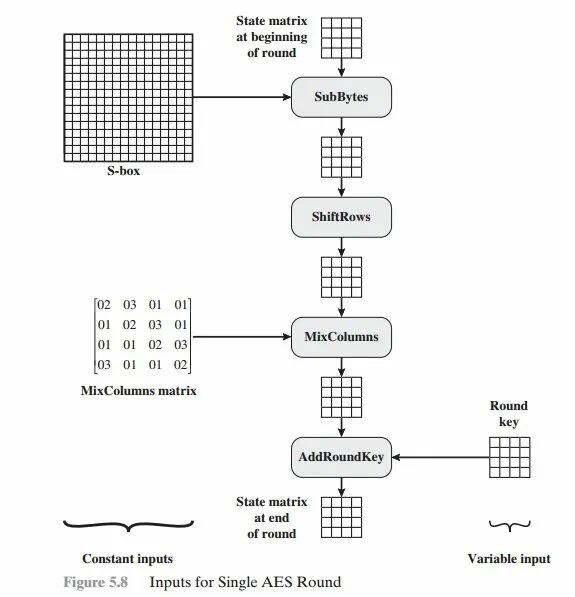 State matrix
at beginning
of round
SubBytes
S-box
ShiftRows
02 03 01 01
01 02 03 01
01 01 02 03
03 01 01 02
MixColumns
MixColumns matrix
Round
key
AddRoundKey
State matrix
at end
of round
Constant inputs
Variable input
Figure 5.8 Inputs for Single AES Round